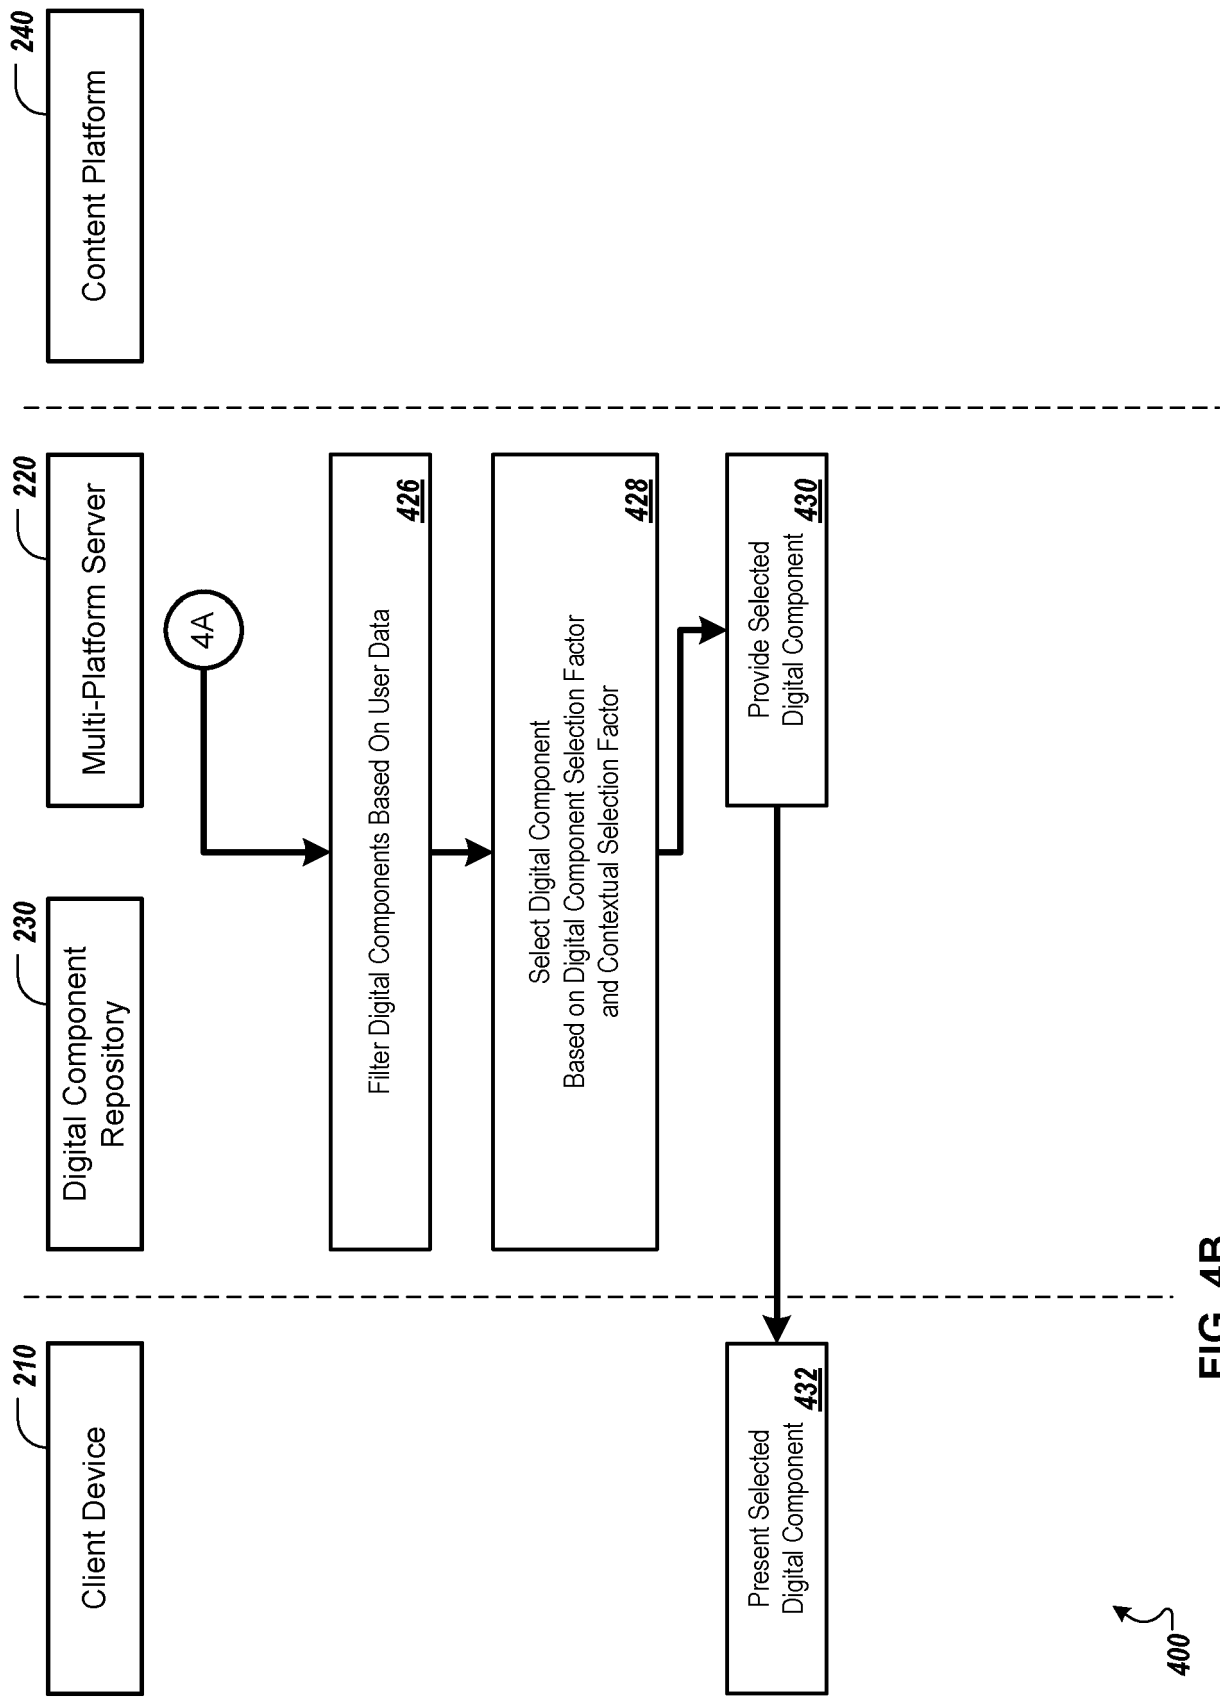 210
Client Device
230
Digital Component
Repository
220
Multi-Platform Server
240
Content Platform
4A
Filter Digital Components Based On User Data
426
Select Digital Component
Based on Digital Component Selection Factor
and Contextual Selection Factor
428
Provide Selected
Digital Component
430
Present Selected
Digital Component
432
400
FIG. 4B